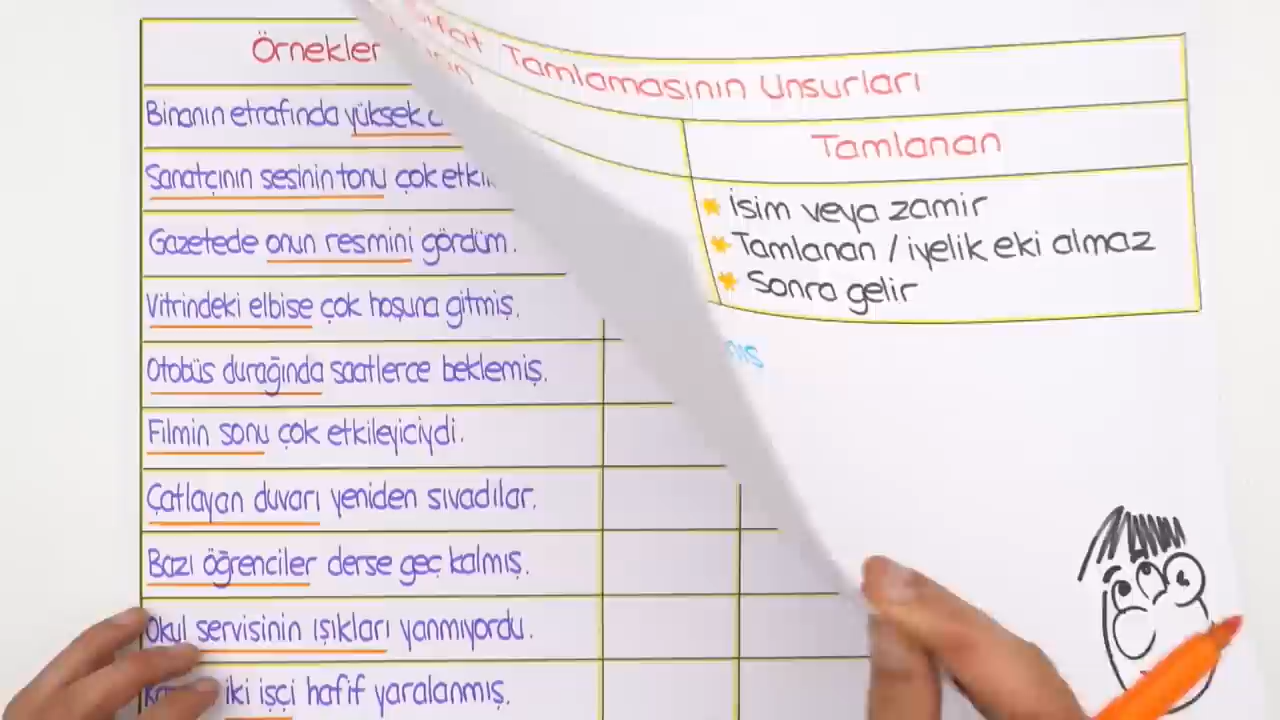 Örnekler
Binanın etrafında yüksek
Sanatçının sesinin tonu çok
Gazetede onun resmini gördüm.
Vitrindeki elbise çok hoşuna gitmiş.
Otobüs durağında saatlerce beklemiş.
Filmin sonu çok etkileyiciydi.
Çatlayan duvarı yeniden sıvadılar.
Bazı öğrenciler derse geç kalmış.
Okul servisinin ışıkları yanmıyordu.
iki işçi hafif yaralanmış.
Tamlamasının Unsurları
Tamlanan
İsim veya zamir
Tamlanan / iyelik eki almaz
Sonra gelir